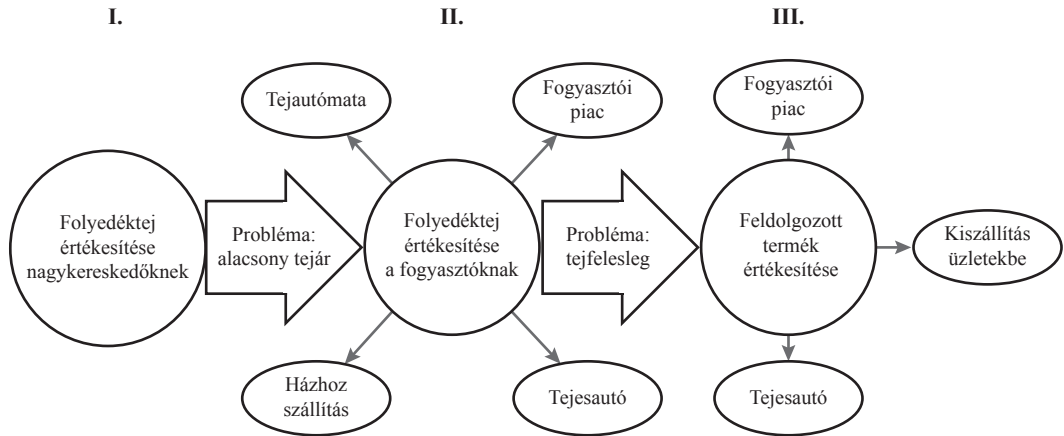 I.
II.
III.
Tejautómata
Fogyasztói
piac
Fogyasztói
piac
Folyedéktej
értékesítése
nagykereskedőknek
Probléma:
alacsony tejár
Folyedéktej
értékesítése
a fogyasztóknak
Probléma:
tejfelesleg
Feldolgozott
termék
értékesítése
Kiszállítás
üzletekbe
Házhoz
szállítás
Tejesautó
Tejesautó